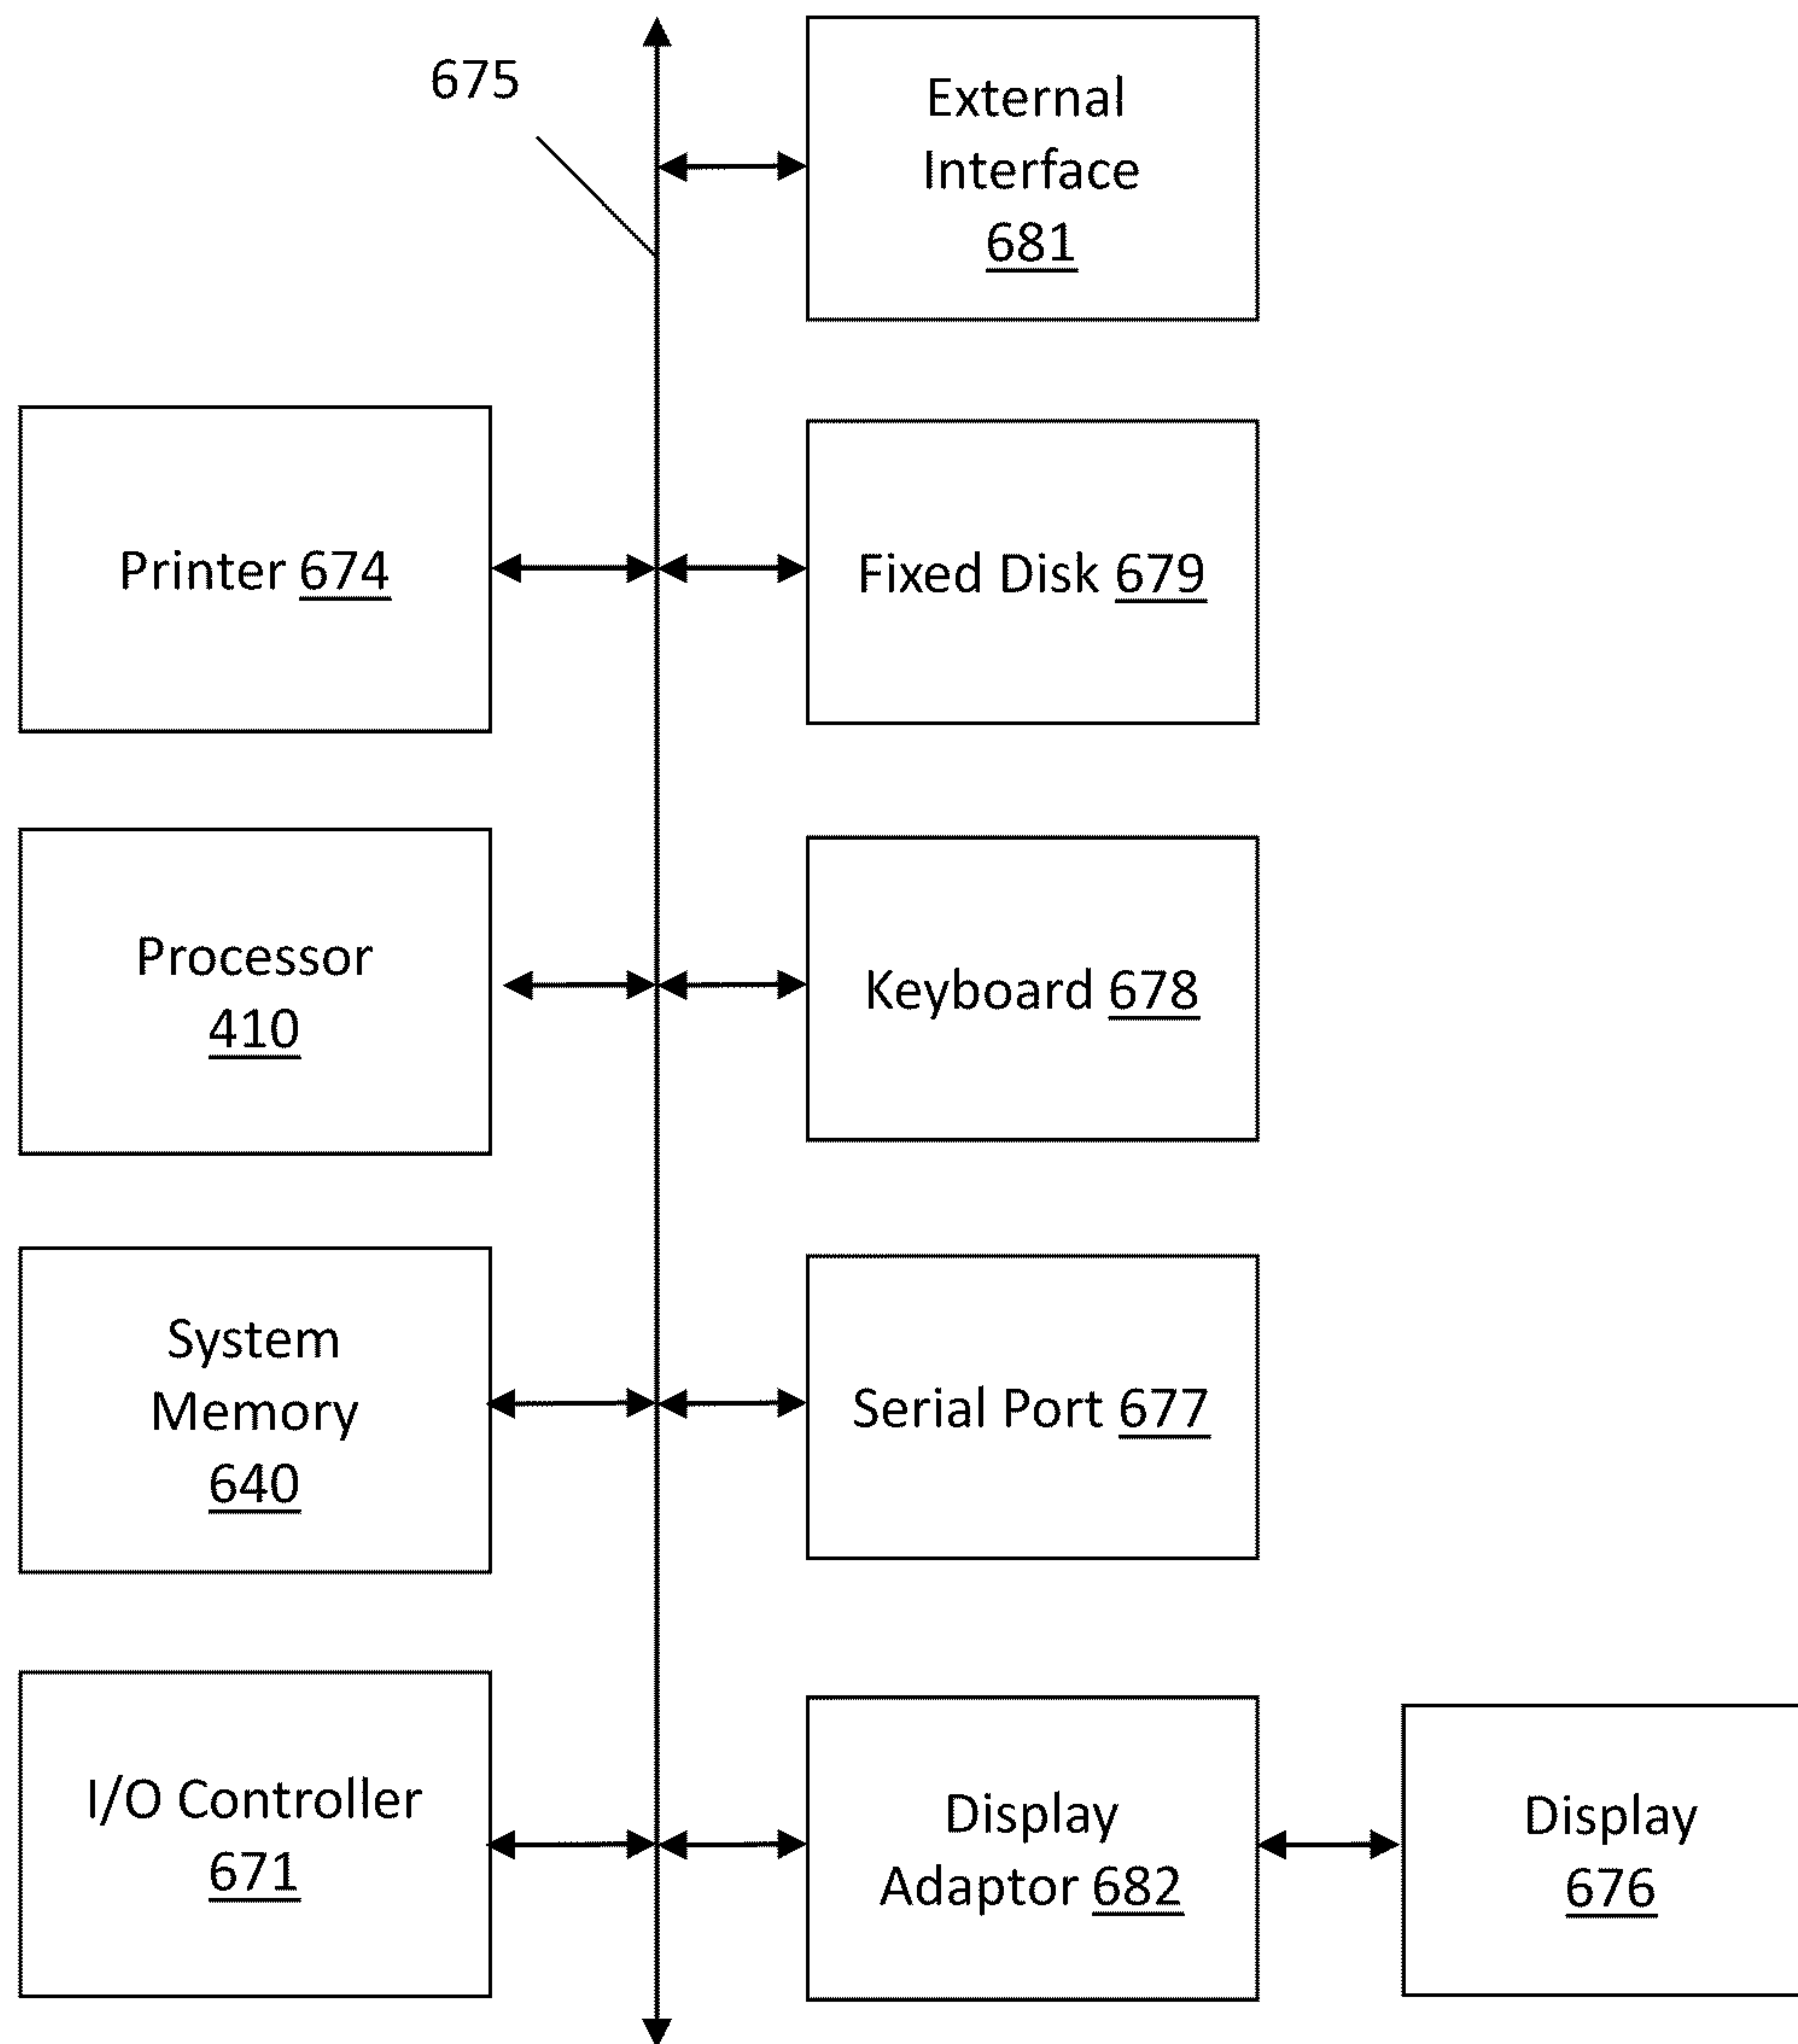 675
External
Interface
681
Printer 674
Fixed Disk 679
Processor
410
Keyboard 678
System
Memory
640
Serial Port 677
I/O Controller
671
Display
Adaptor 682
Display
676